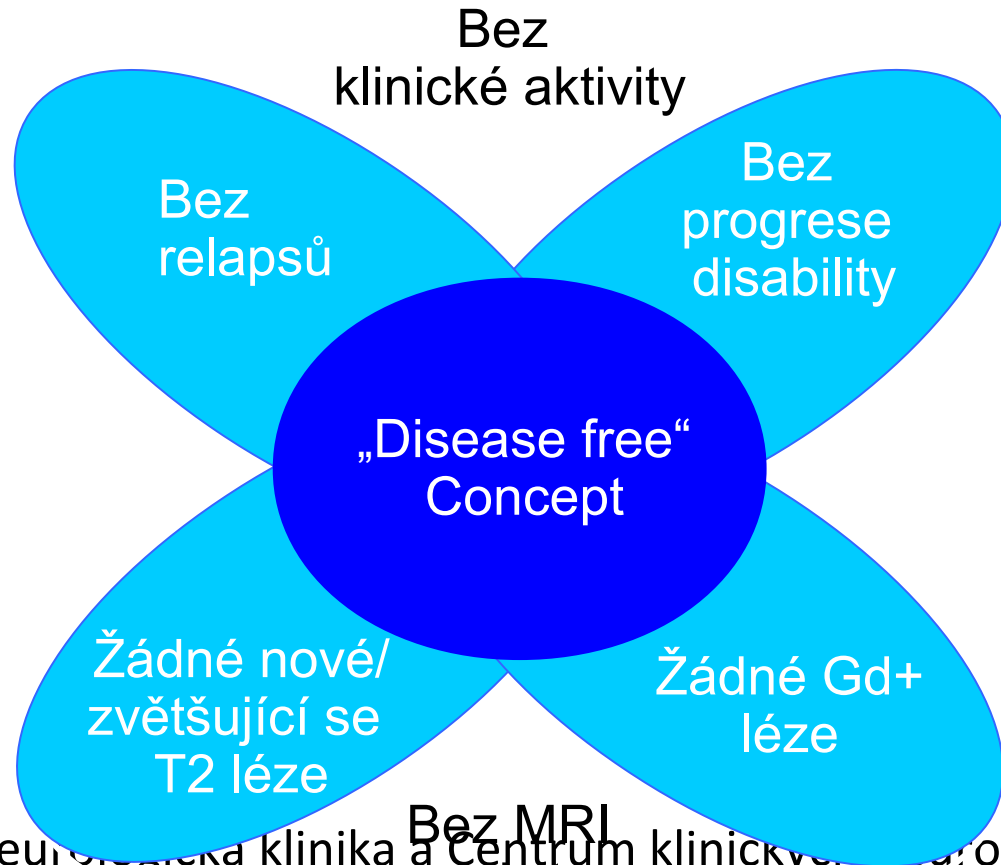 Bez
klinické aktivity
Bez
relapsů
Bez
progrese
disability
„Disease free“
Concept
Žádné nové/
zvětšující se
T2 léze
Žádné Gd+
léze
Bez MRI
klinika a Centrum